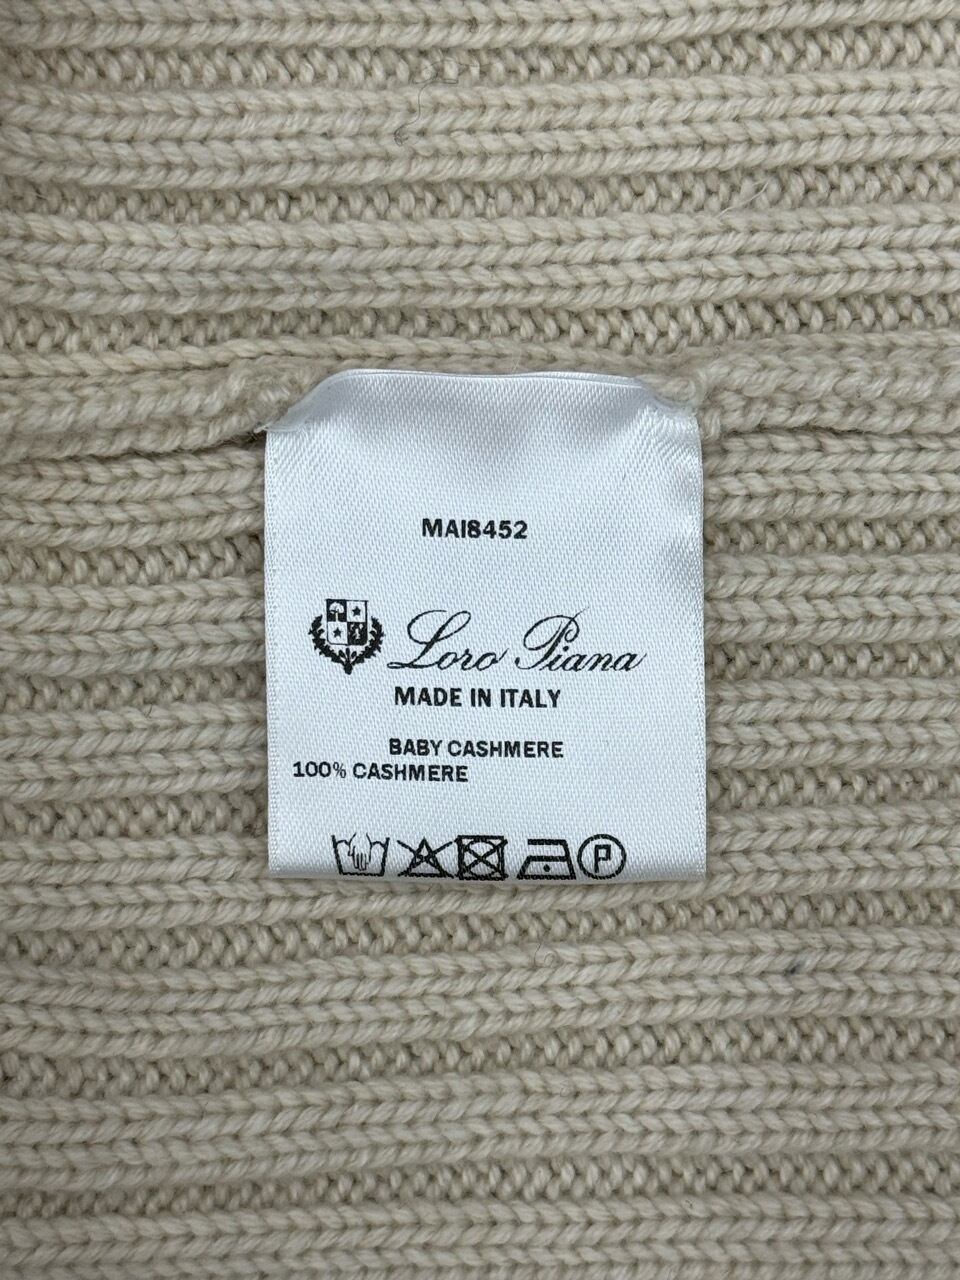 MAI8452
Loro Piana
MADE IN ITALY
BABY CASHMERE
100% CASHMERE
P